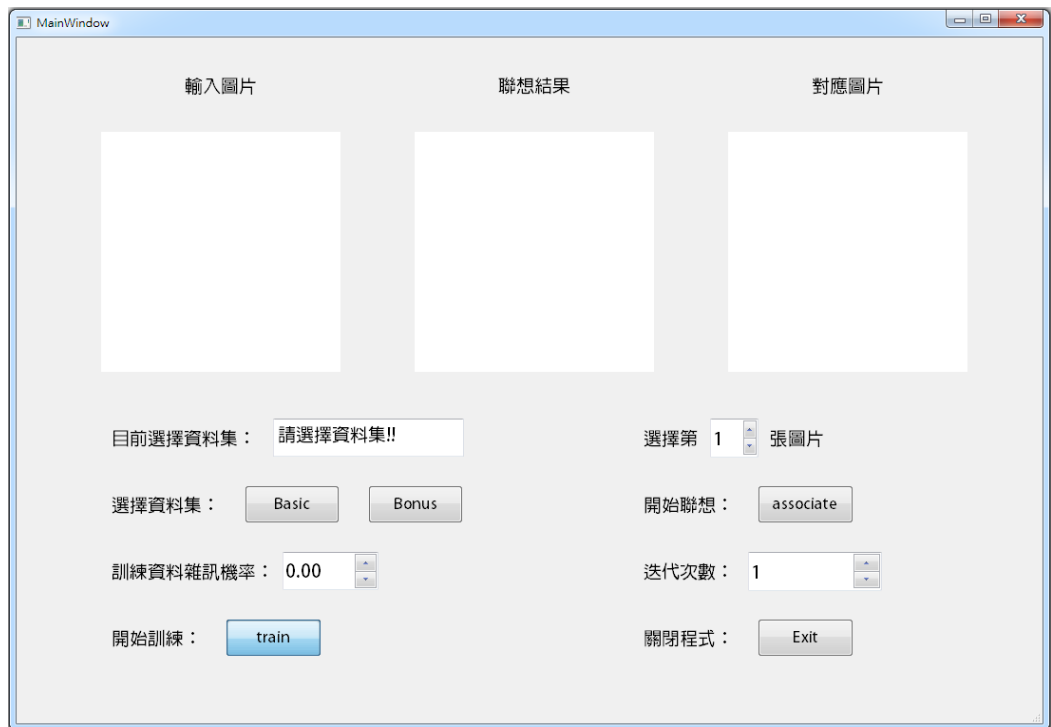 MainWindow
輸入圖片 聯想結果 對應圖片
目前選擇資料集： 請選擇資料集!! 選擇第 1 張圖片
選擇資料集： Basic Bonus 開始聯想： associate
訓練資料雜訊機率： 0.00 迭代次數： 1
開始訓練： train 關閉程式： Exit